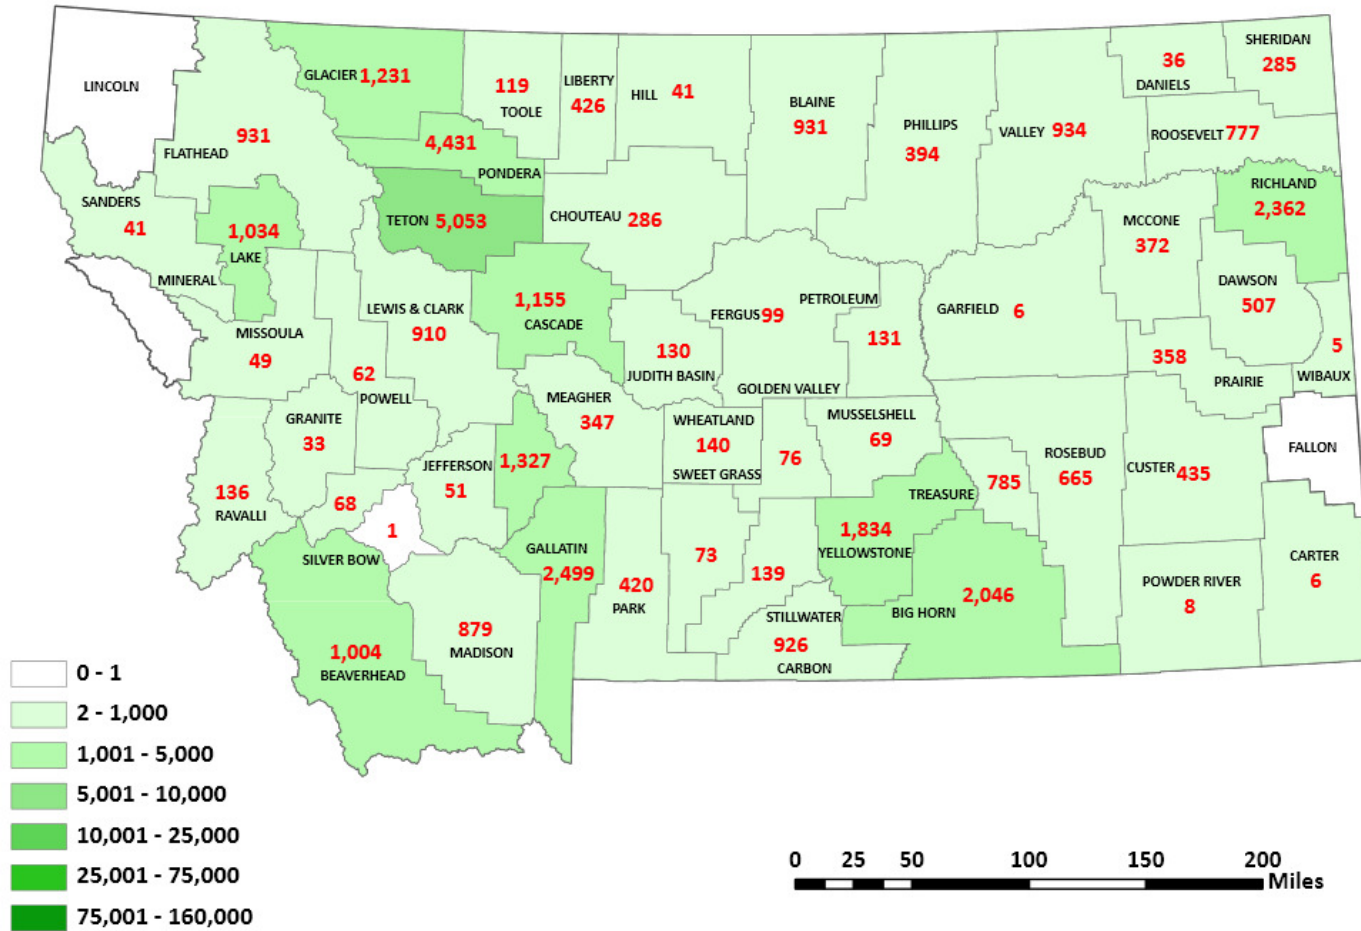 LINCOLN
FLATHEAD
931
GLACIER 1,231
119
TOOLE
LIBERTY
426
HILL 41
BLAINE
931
PHILLIPS
394
VALLEY 934
36
DANIELS
SHERIDAN
285
ROOSEVELT 777
4,431
PONDERA
SANDERS
41
1,034
LAKE
TETON 5,053
CHOUTEAU 286
MCCONE
372
RICHLAND
2,362
MINERAL
MISSOULA
49
LEWIS & CLARK
910
1,155
CASCADE
130
JUDITH BASIN
FERGUS 99
PETROLEUM
131
GARFIELD 6
DAWSON
507
358
PRAIRIE
5
WIBAUX
62
POWELL
MEAGHER
347
GOLDEN VALLEY
WHEATLAND
140
SWEET GRASS
76
MUSSELSHELL
69
GRANITE
33
JEFFERSON
51
1,327
TREASURE
785
ROSEBUD
665
CUSTER 435
FALLON
136
RAVALLI
68
1
SILVER BOW
GALLATIN
2,499
420
PARK
73
139
1,834
YELLOWSTONE
BIG HORN
2,046
POWDER RIVER
8
CARTER
6
879
MADISON
STILLWATER
926
CARBON
1,004
BEAVERHEAD
0 - 1
2 - 1,000
1,001 - 5,000
5,001 - 10,000
10,001 - 25,000
25,001 - 75,000
75,001 - 160,000
0 25 50 100 150 200
Miles